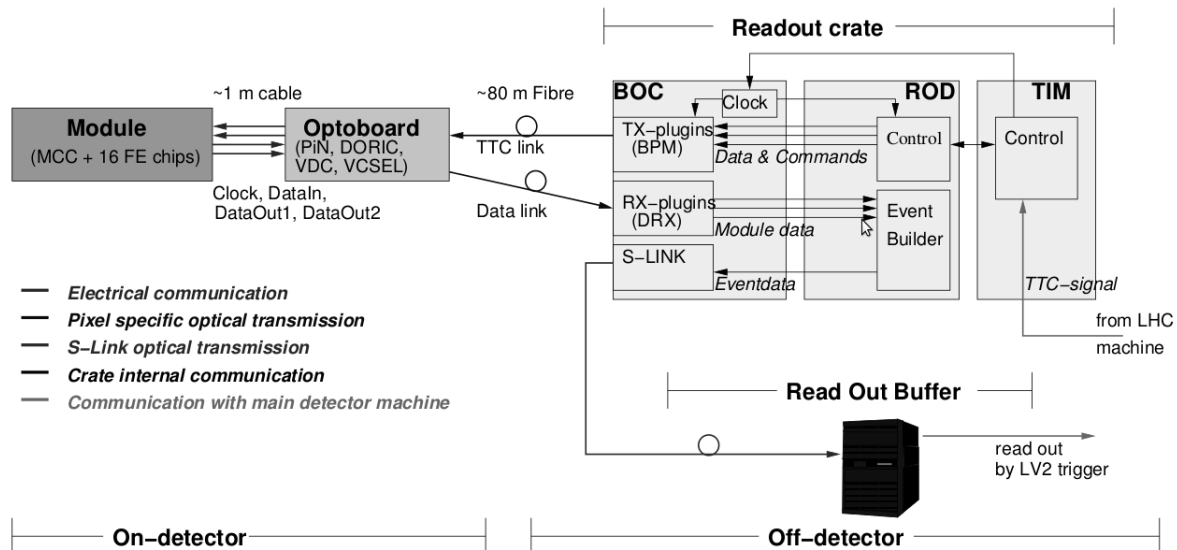 Readout crate
BOC
ROD
TIM
Clock
~1 m cable
~80 m Fibre
Module
(MCC + 16 FE chips)
Optoboard
(PiN, DORIC,
VDC, VCSEL)
TTC link
TX−plugins
(BPM)
Data & Commands
Control
Control
Clock, DataIn,
DataOut1, DataOut2
Data link
RX−plugins
(DRX)
Module data
Event
Builder
S−LINK
Eventdata
TTC−signal
from LHC
machine
Electrical communication
Pixel specific optical transmission
S−Link optical transmission
Crate internal communication
Communication with main detector machine
Read Out Buffer
read out
by LV2 trigger
On−detector
Off−detector